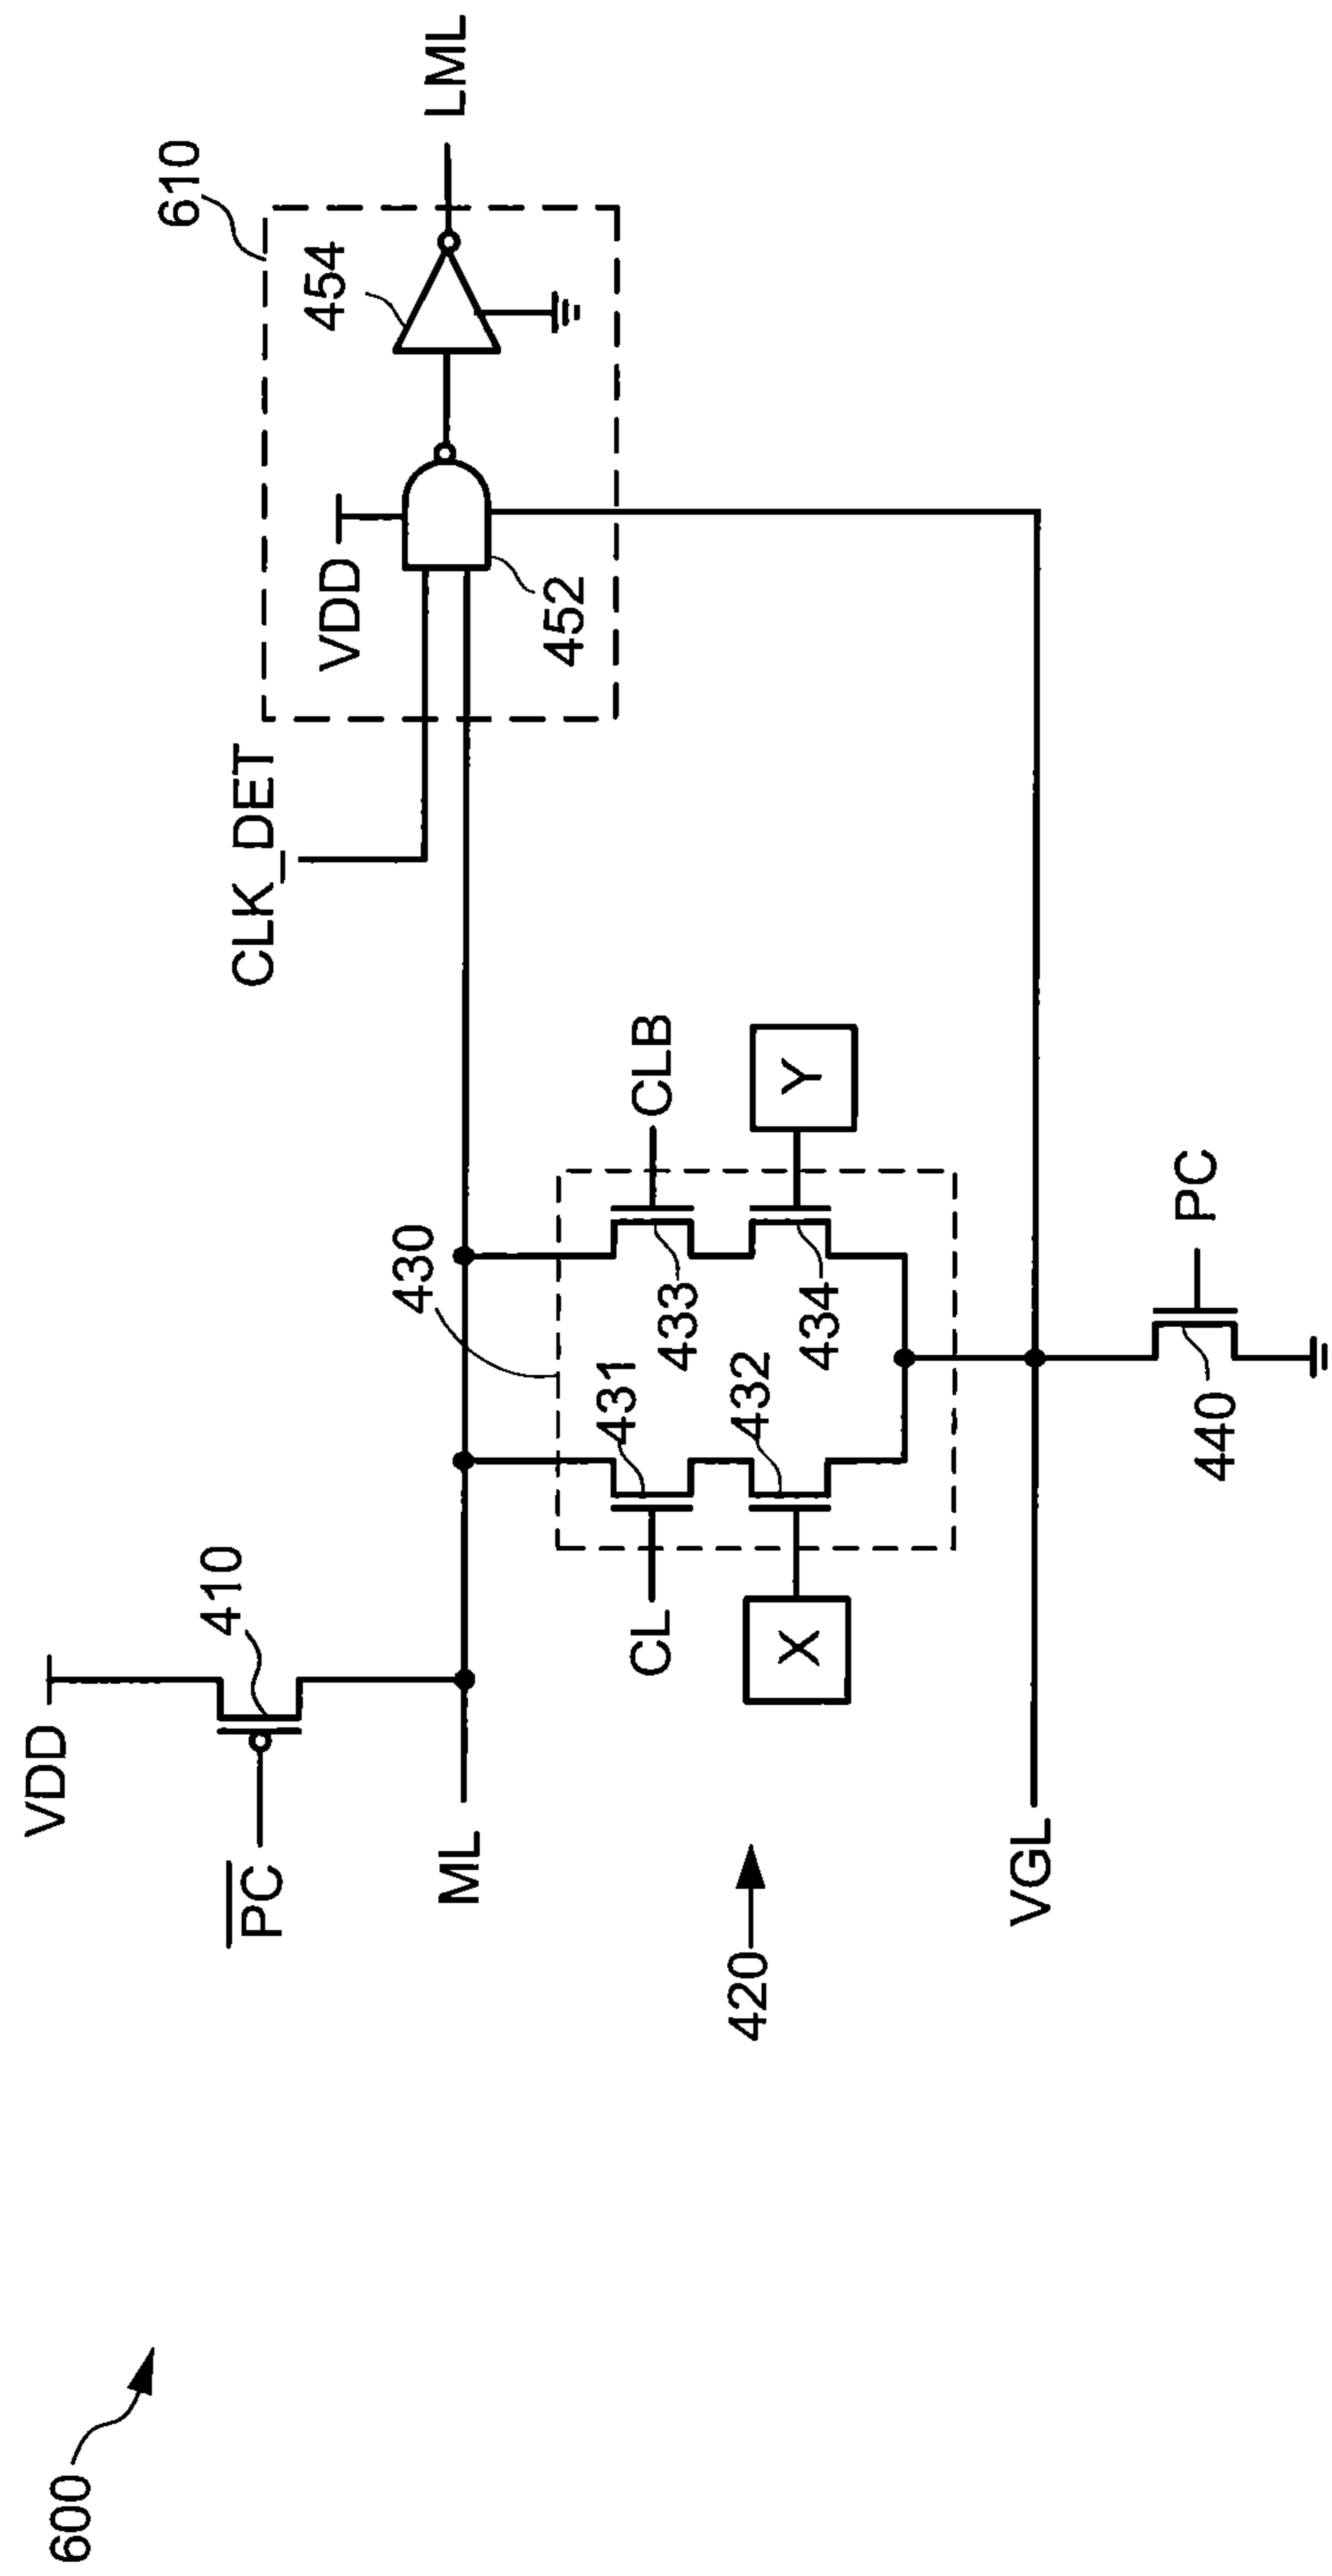 600
VDD
410
PC
ML
420
VGL
430
CL
431
432
X
CLB
433
434
Y
440
PC
CLK_DET
VDD
452
454
610
LML